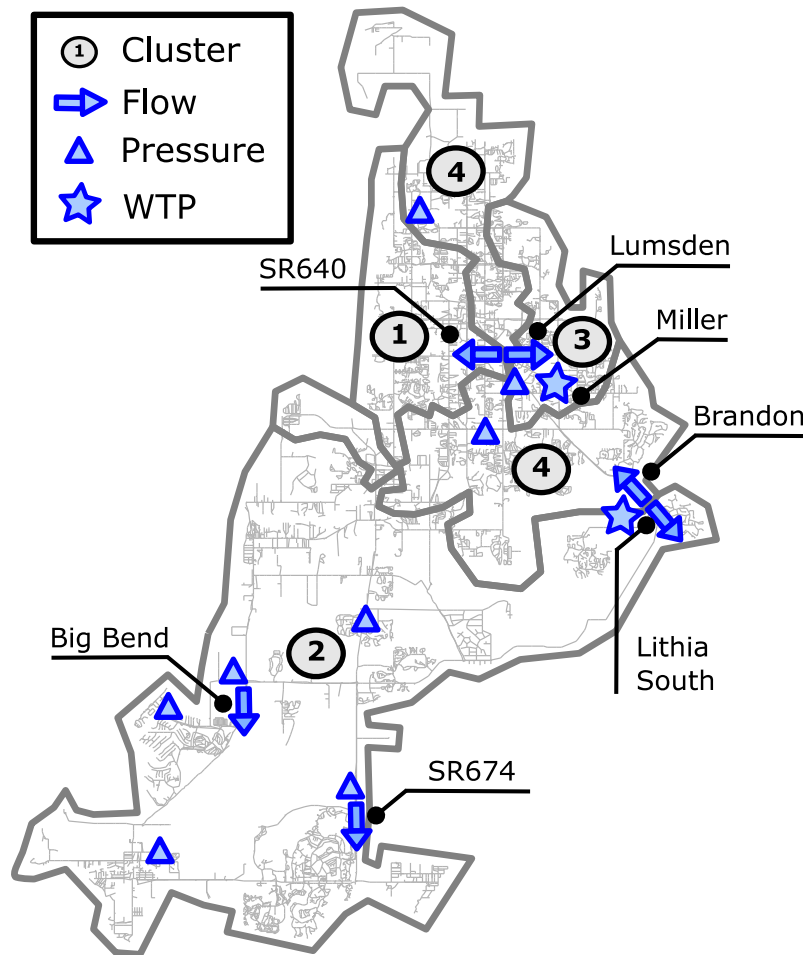 1 Cluster
Flow
Pressure
WTP
4
Lumsden
SR640
1
3
Miller
Brandon
4
Big Bend
2
Lithia
South
SR674